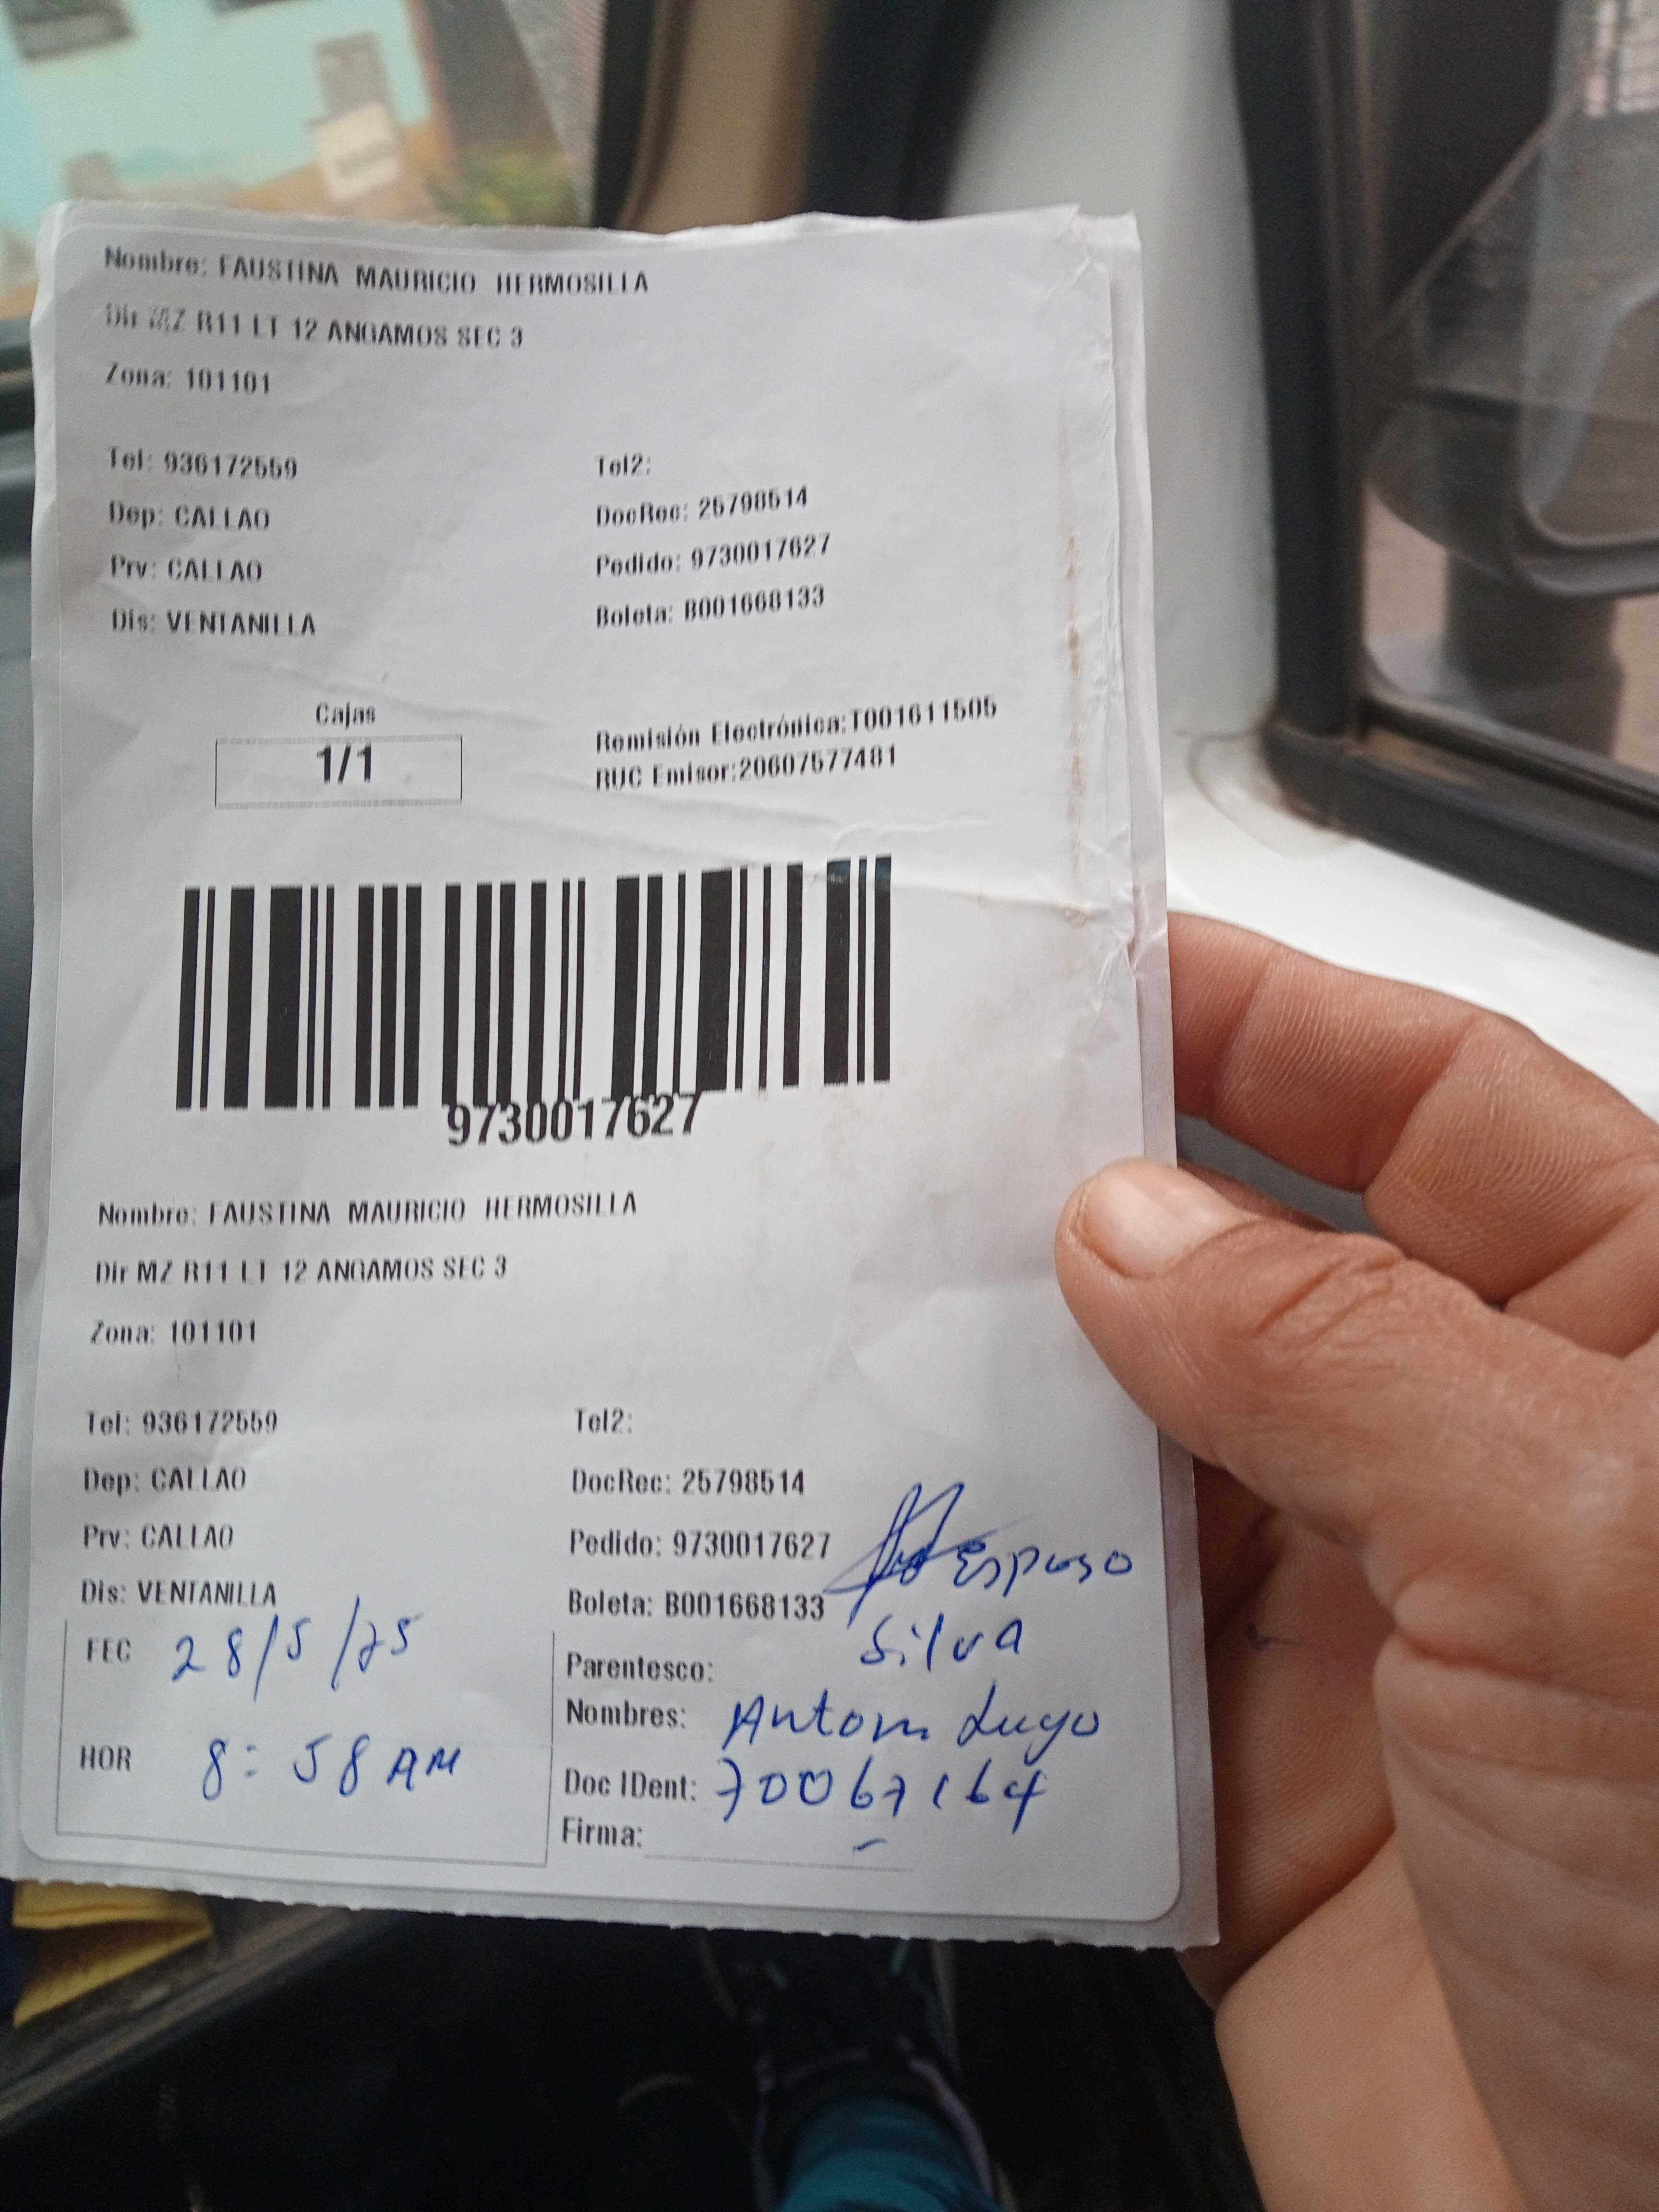 Nombre: FAUSTINA MAURICIO HERMOSILLA
Dir MZ R11 LT 12 ANGAMOS SEC 3
Zona: 101101
Tel: 936172559 Tel2:
Dep: CALLAO DocRec: 25798514
Prv: CALLAO Pedido: 9730017627
Dis: VENTANILLA Boleta: B001668133
Cajas
1/1
Remisión Electrónica:T001611505
RUC Emisor:20607577481
9730017627
Nombre: FAUSTINA MAURICIO HERMOSILLA
Dir MZ R11 LT 12 ANGAMOS SEC 3
Zona: 101101
Tel: 936172559 Tel2:
Dep: CALLAO DocRec: 25798514
Prv: CALLAO Pedido: 9730017627
Esposo
Dis: VENTANILLA Boleta: B001668133
FEC 28/5/25
Silva
Parentesco:
Nombres: Antoni Lugo
HOR 8:58 AM
Doc IDent: 70067164
Firma: